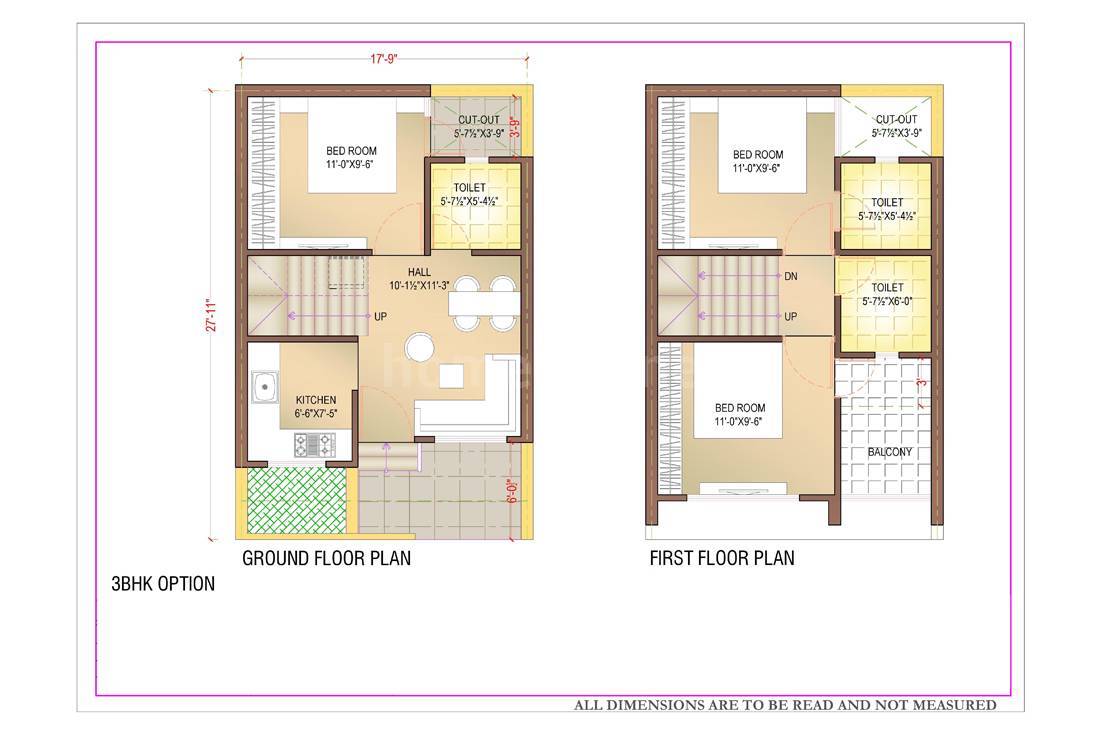 17'-9"
CUT-OUT
5'-7½"X3'-9"
3'-9"
BED ROOM
11'-0"X9'-6"
TOILET
5'-7½"X5'-4½"
HALL
10'-1½"X11'-3"
27'-11"
UP
KITCHEN
6'-6"X7'-5"
6'-0½"
GROUND FLOOR PLAN
CUT-OUT
5'-7½"X3'-9"
BED ROOM
11'-0"X9'-6"
TOILET
5'-7½"X5'-4½"
DN
TOILET
5'-7½"X6'-0"
UP
BED ROOM
11'-0"X9'-6"
3'
BALCONY
FIRST FLOOR PLAN
3BHK OPTION
ALL DIMENSIONS ARE TO BE READ AND NOT MEASURED